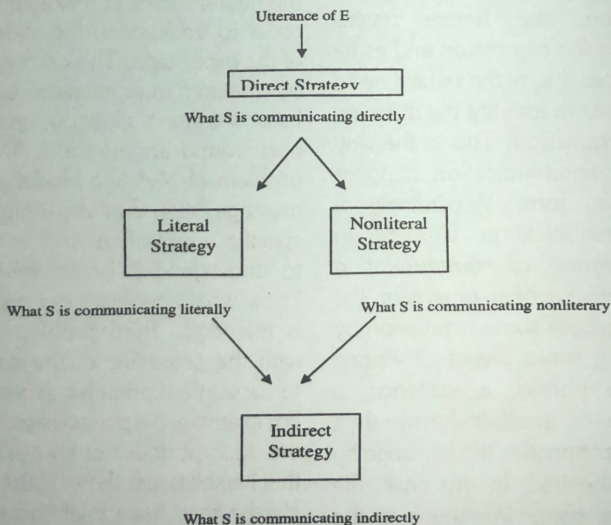 Utterance of E
Direct Strategy
What S is communicating directly
Literal
Strategy
Nonliteral
Strategy
What S is communicating literally
What S is communicating nonliterary
Indirect
Strategy
What S is communicating indirectly